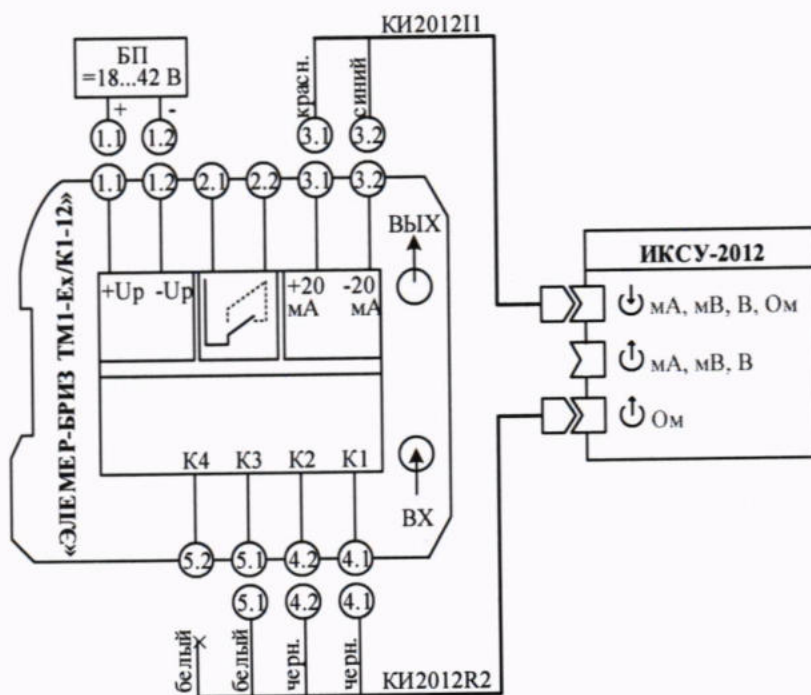 КИ2012I1
БП
=18...42 В
+ -
красн.
синий
1.1 1.2 3.1 3.2
1.1 1.2 2.1 2.2 3.1 3.2
«ЭЛЕМЕР-БРИЗ ТМ1-Ех/К1-12»
ВЫХ
+Up -Up +20 мА -20 мА
ИКСУ-2012
мА, мВ, В, Ом
мА, мВ, В
Ом
К4 К3 К2 К1
ВХ
5.2 5.1 4.2 4.1
5.1 4.2 4.1
белый
белый
черн.
черн.
КИ2012R2